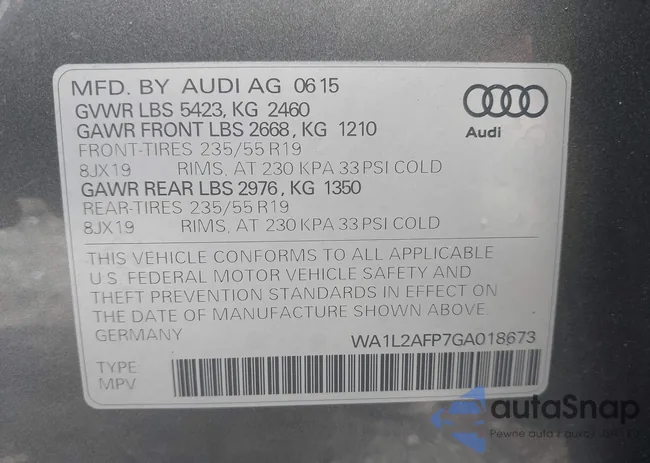 MFD. BY AUDI AG 06 15
GVWR LBS 5423, KG 2460
GAWR FRONT LBS 2668, KG 1210
FRONT-TIRES 235/55 R19
8JX19 RIMS, AT 230 KPA 33 PSI COLD
GAWR REAR LBS 2976, KG 1350
REAR-TIRES 235/55 R19
8JX19 RIMS, AT 230 KPA 33 PSI COLD
Audi
THIS VEHICLE CONFORMS TO ALL APPLICABLE
U.S. FEDERAL MOTOR VEHICLE SAFETY AND
THEFT PREVENTION STANDARDS IN EFFECT ON
THE DATE OF MANUFACTURE SHOWN ABOVE.
GERMANY WA1L2AFP7GA018673
TYPE:
MPV
autaSnap
Pewne auta z aukcji